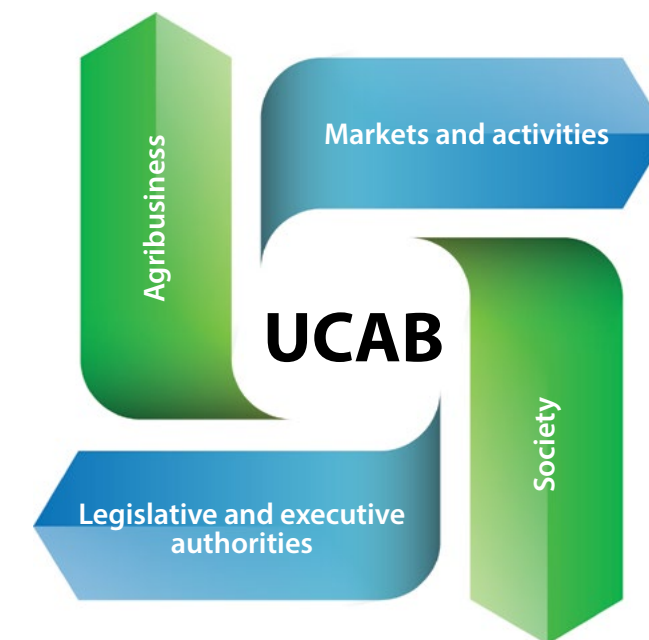 Markets and activities
Agribusiness
UCAB
Society
Legislative and executive
authorities